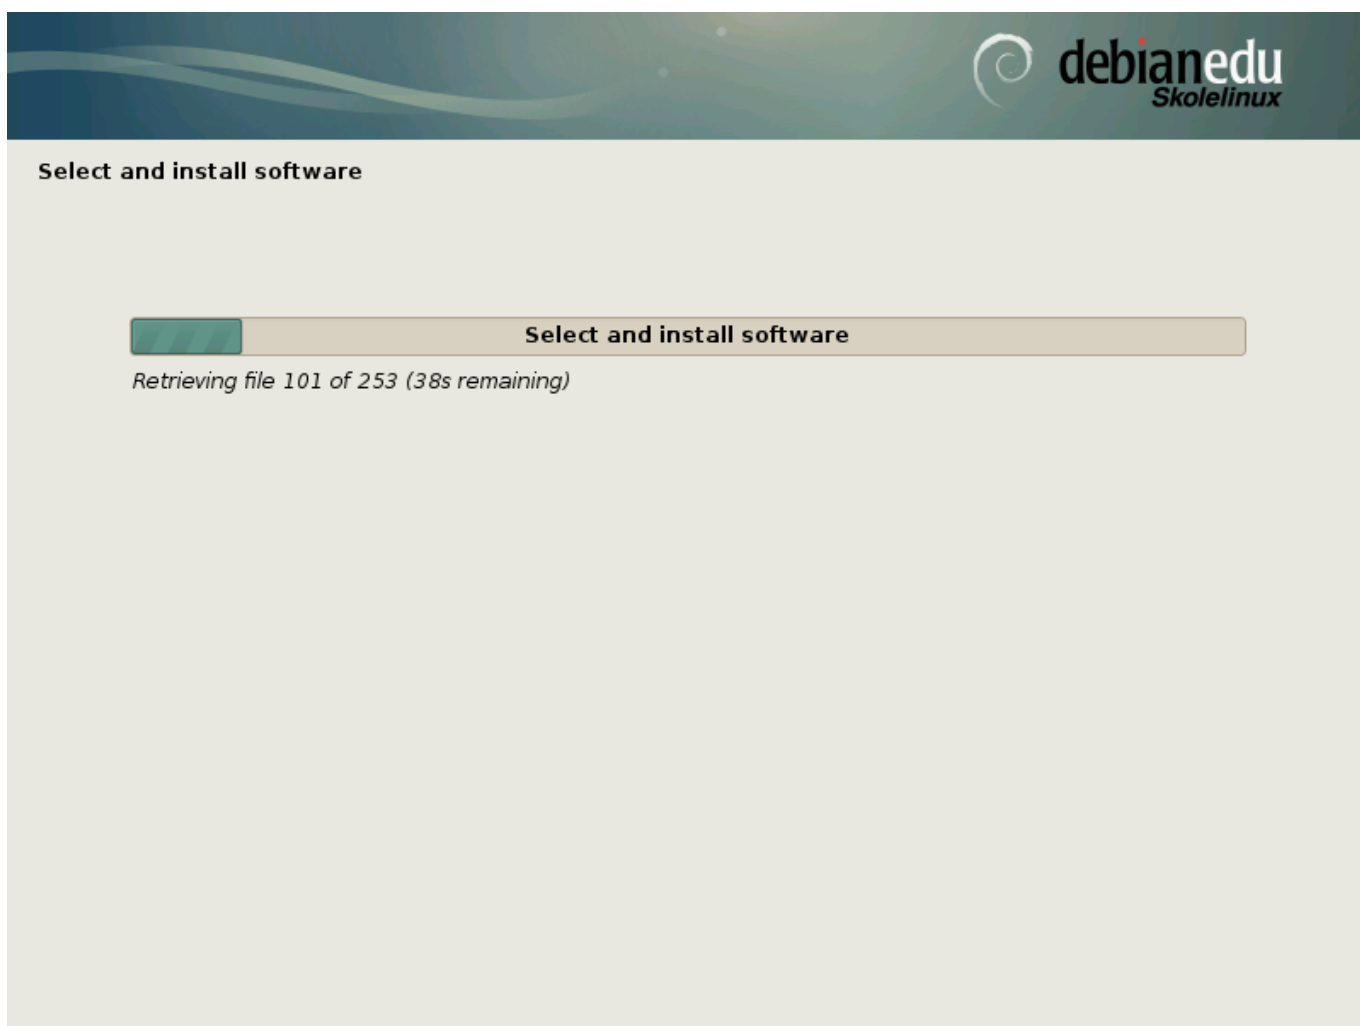 debianedu
Skolelinux
Select and install software
Select and install software
Retrieving file 101 of 253 (38s remaining)